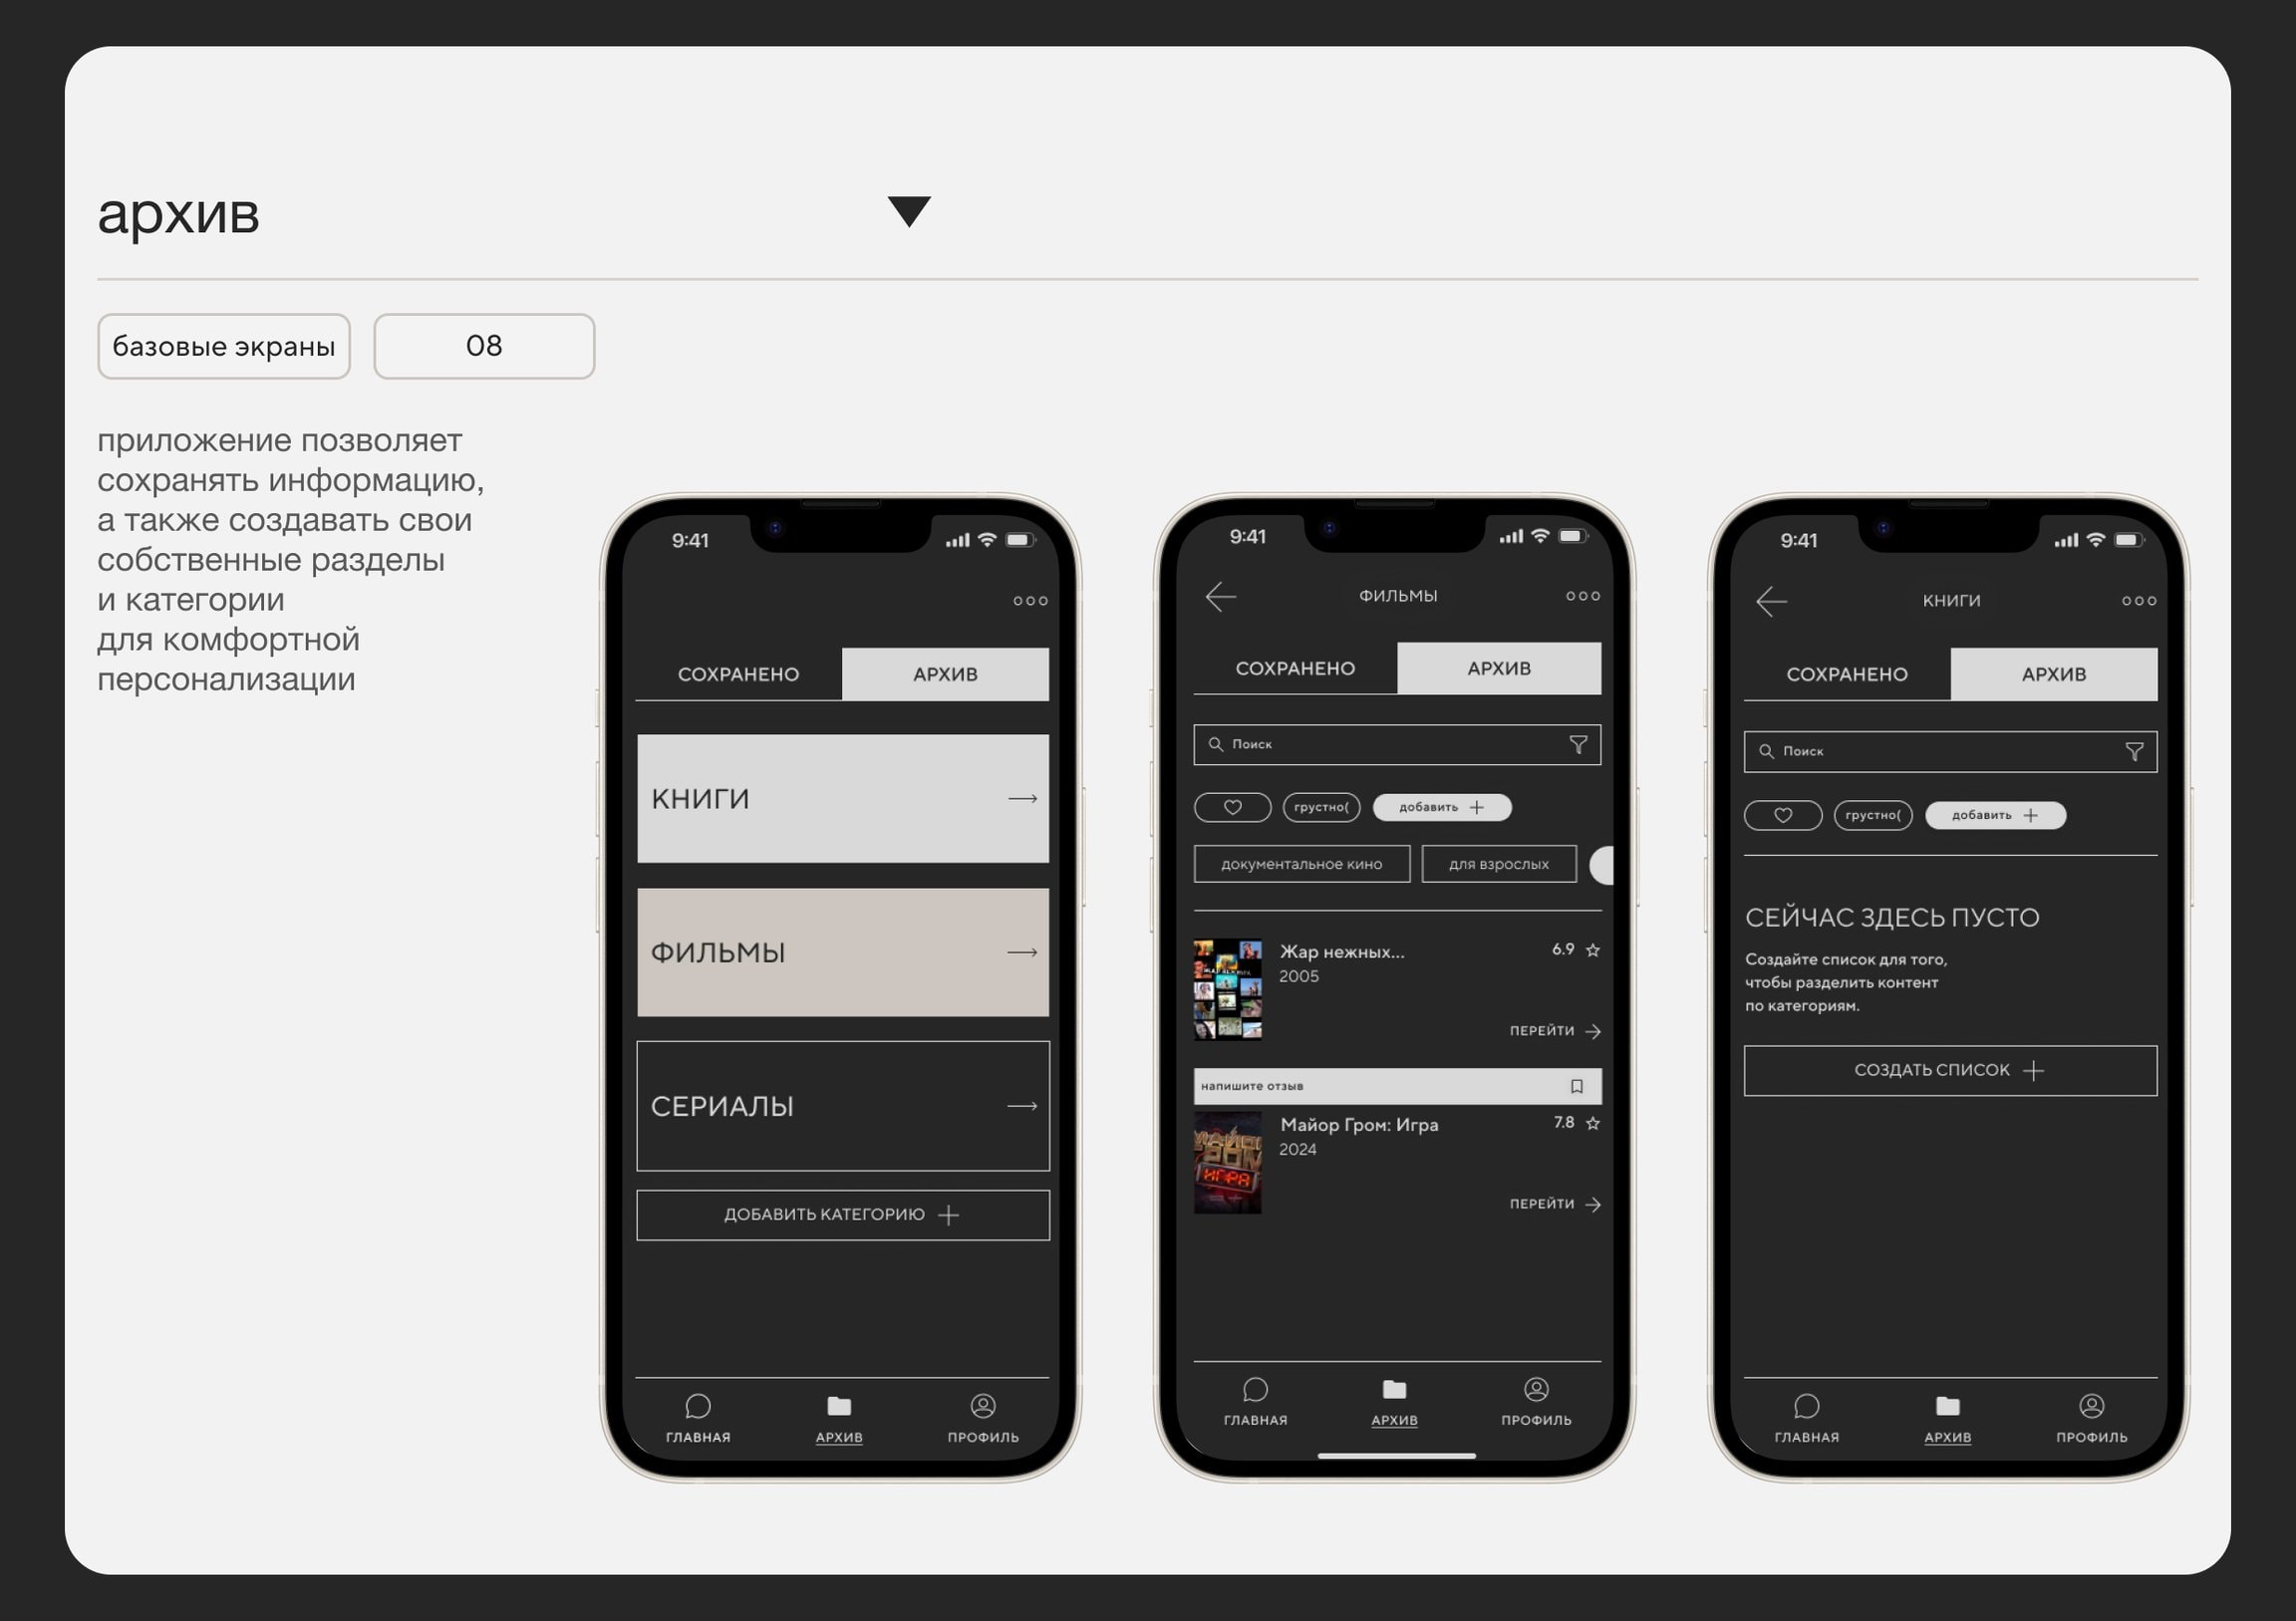 архив
базовые экраны
08
приложение позволяет
сохранять информацию,
а также создавать свои
собственные разделы
и категории
для комфортной
персонализации
9:41
СОХРАНЕНО
АРХИВ
КНИГИ
ФИЛЬМЫ
СЕРИАЛЫ
ДОБАВИТЬ КАТЕГОРИЮ
ГЛАВНАЯ
АРХИВ
ПРОФИЛЬ
9:41
ФИЛЬМЫ
СОХРАНЕНО
АРХИВ
Поиск
грустно(
добавить
документальное кино
для взрослых
Жар нежных...
6.9
2005
ПЕРЕЙТИ
напишите отзыв
МАЙОР
ГРОМ
ИГРА
Майор Гром: Игра
7.8
2024
ПЕРЕЙТИ
ГЛАВНАЯ
АРХИВ
ПРОФИЛЬ
9:41
КНИГИ
СОХРАНЕНО
АРХИВ
Поиск
грустно(
добавить
СЕЙЧАС ЗДЕСЬ ПУСТО
Создайте список для того,
чтобы разделить контент
по категориям.
СОЗДАТЬ СПИСОК
ГЛАВНАЯ
АРХИВ
ПРОФИЛЬ